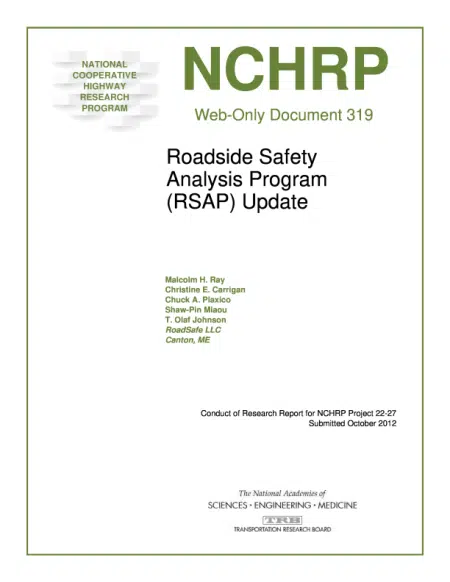 NATIONAL
COOPERATIVE
HIGHWAY
RESEARCH
PROGRAM
NCHRP
Web-Only Document 319
Roadside Safety
Analysis Program
(RSAP) Update
Malcolm H. Ray
Christine E. Carrigan
Chuck A. Plaxico
Shaw-Pin Miaou
T. Olaf Johnson
RoadSafe LLC
Canton, ME
Conduct of Research Report for NCHRP Project 22-27
Submitted October 2012
The National Academies of
SCIENCES • ENGINEERING • MEDICINE
TRB
TRANSPORTATION RESEARCH BOARD